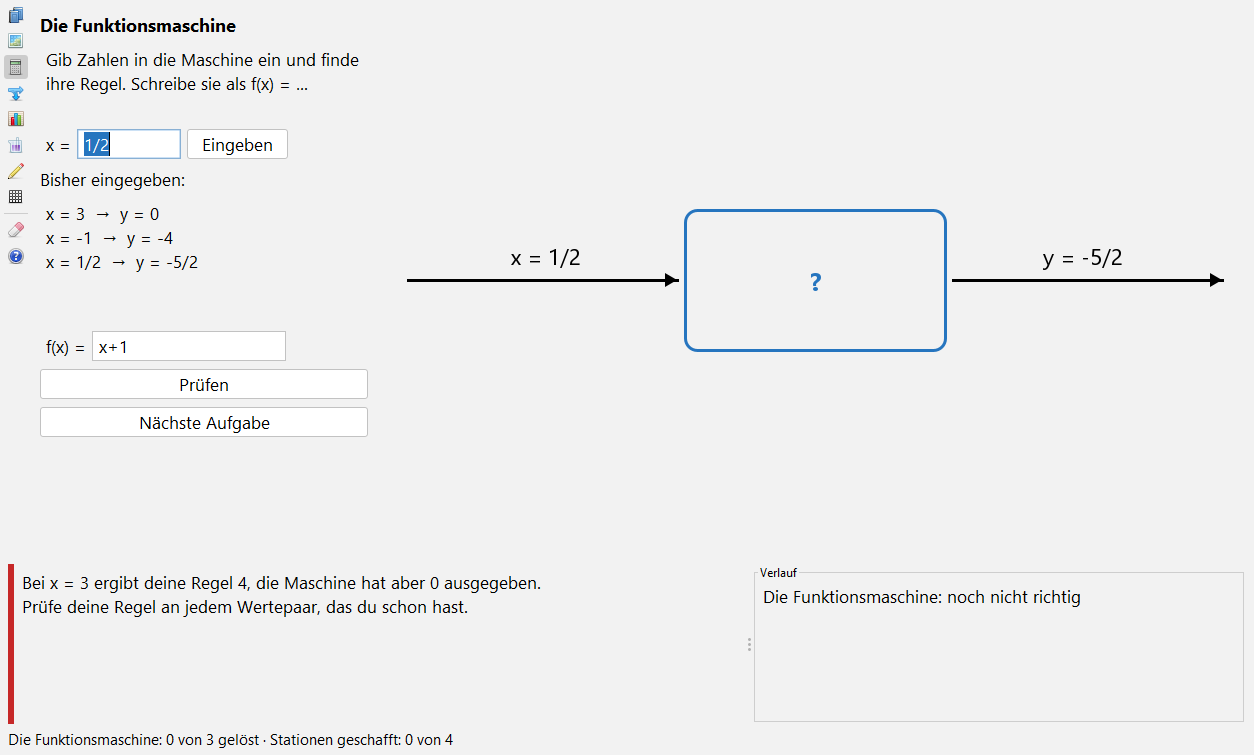 Die Funktionsmaschine
Gib Zahlen in die Maschine ein und finde
ihre Regel. Schreibe sie als f(x) = ...
x = 1/2 Eingeben
Bisher eingegeben:
x = 3 → y = 0
x = -1 → y = -4
x = 1/2 → y = -5/2
x = 1/2
?
y = -5/2
f(x) = x+1
Prüfen
Nächste Aufgabe
Bei x = 3 ergibt deine Regel 4, die Maschine hat aber 0 ausgegeben.
Prüfe deine Regel an jedem Wertepaar, das du schon hast.
Verlauf
Die Funktionsmaschine: noch nicht richtig
Die Funktionsmaschine: 0 von 3 gelöst · Stationen geschafft: 0 von 4